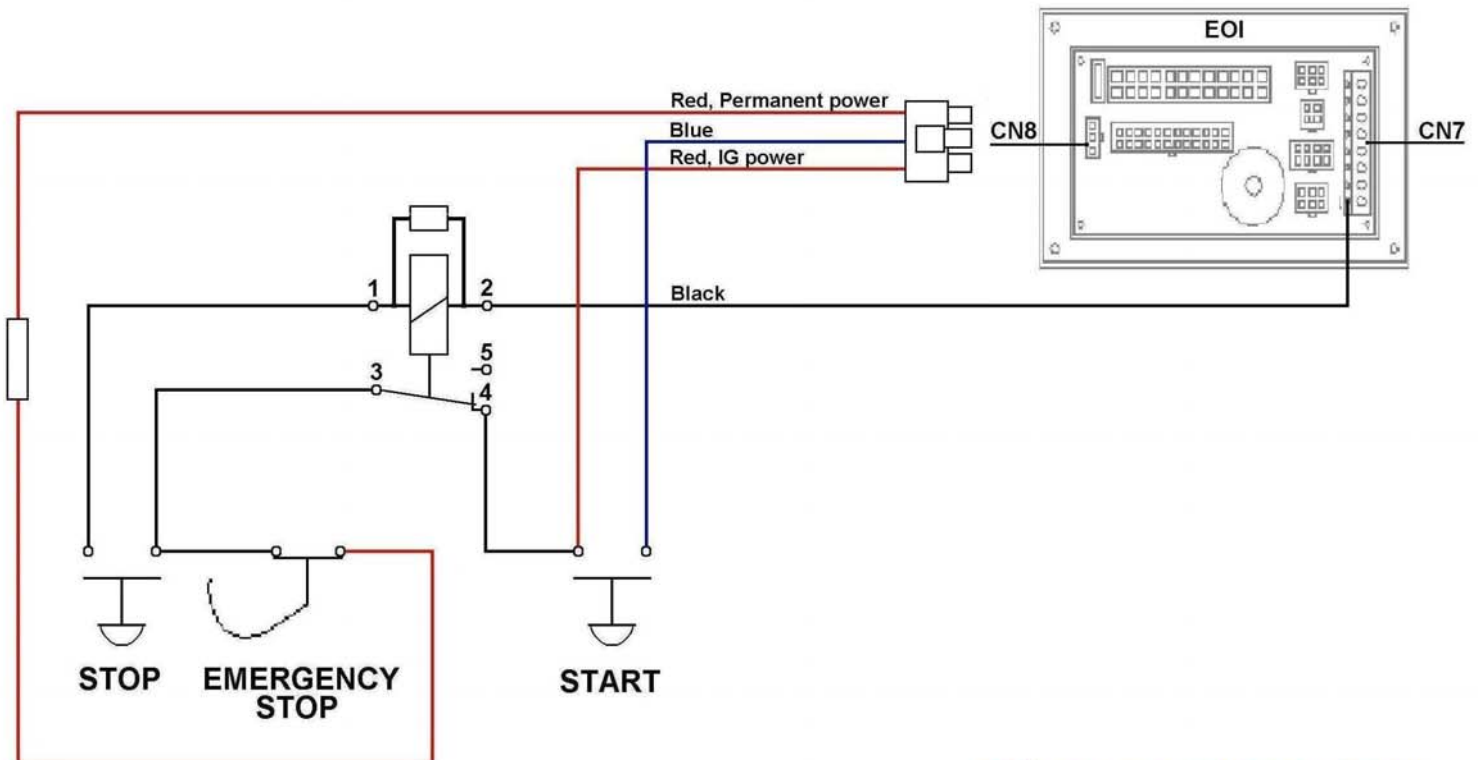 EOI
Red, Permanent power
Blue
CN8
CN7
Red, IG power
1
2
Black
5
3
4
STOP
EMERGENCY
STOP
START